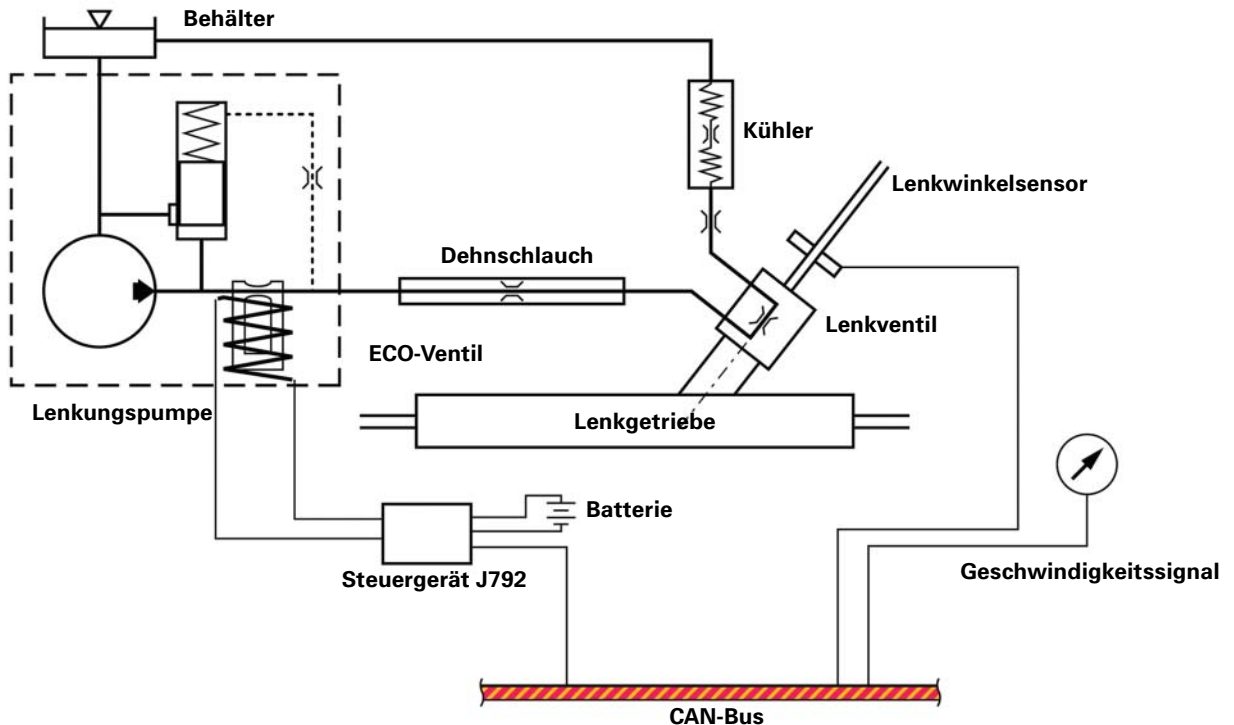 Behälter
Kühler
Lenkwinkelsensor
Dehnschlauch
Lenkventil
ECO-Ventil
Lenkungspumpe
Lenkgetriebe
Batterie
Steuergerät J792
Geschwindigkeitssignal
CAN-Bus